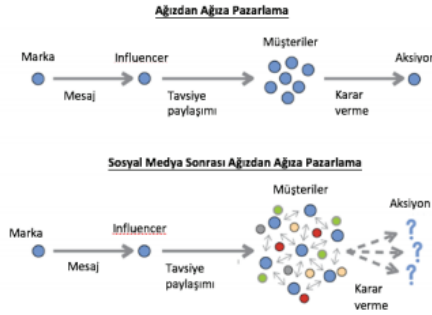 Ağızdan Ağıza Pazarlama
Marka
Influencer
Müşteriler
Aksiyon
Mesaj
Tavsiye
paylaşımı
Karar
verme
Sosyal Medya Sonrası Ağızdan Ağıza Pazarlama
Müşteriler
Aksiyon
Marka
Influencer
?
?
?
Mesaj
Tavsiye
paylaşımı
Karar
verme